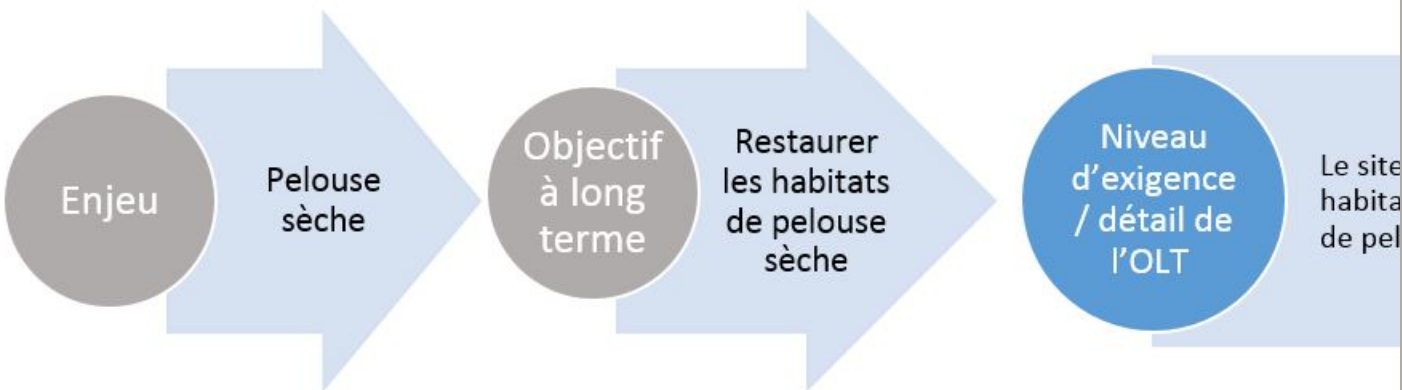 Enjeu
Pelouse
sèche
Objectif
à long
terme
Restaurer
les habitats
de pelouse
sèche
Niveau
d'exigence
/ détail de
l'OLT
Le site
de